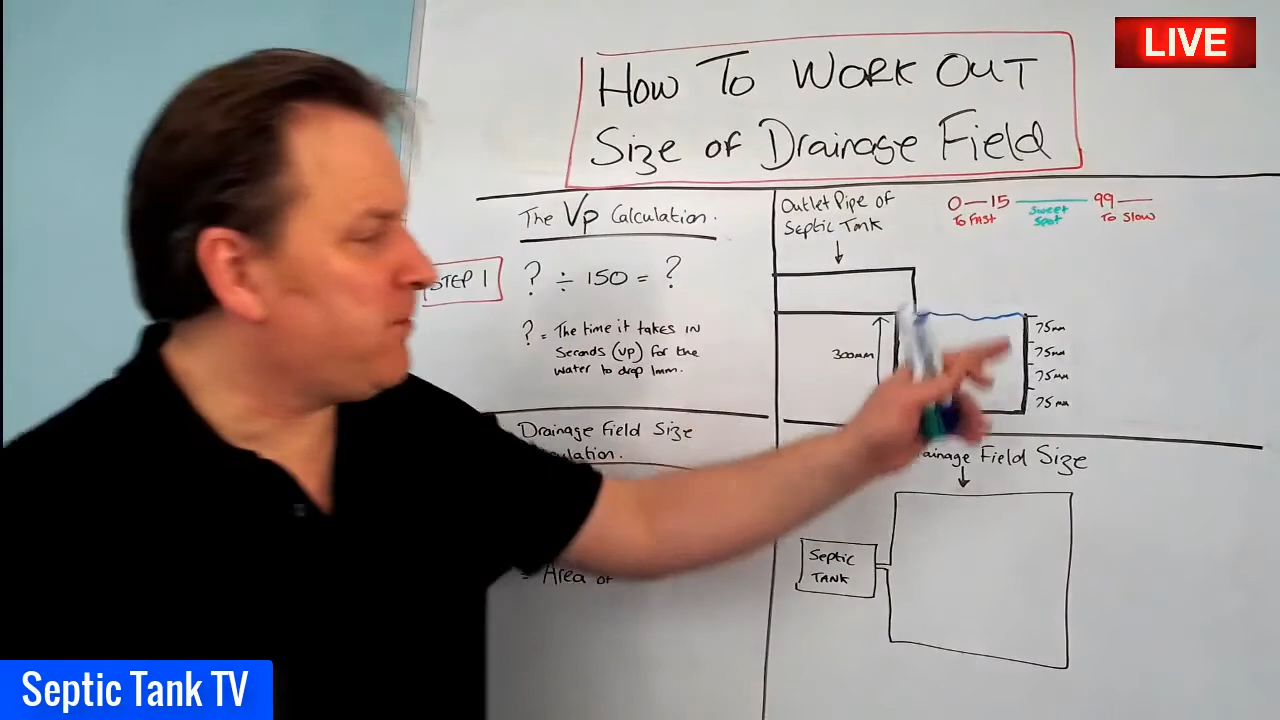 LIVE
How To WORK OUT
Size of Drainage Field
The Vp Calculation.
STEP 1
? ÷ 150 = ?
? = The time it takes in
Seconds (Vp) for the
water to drop 1mm.
Drainage Field Size
Area of
Outlet Pipe of
Septic Tank
0—15 99—
To Fast Sweet Spot To Slow
300mm
75mm
75mm
75mm
75mm
Field Size
Septic
TANK
Septic Tank TV